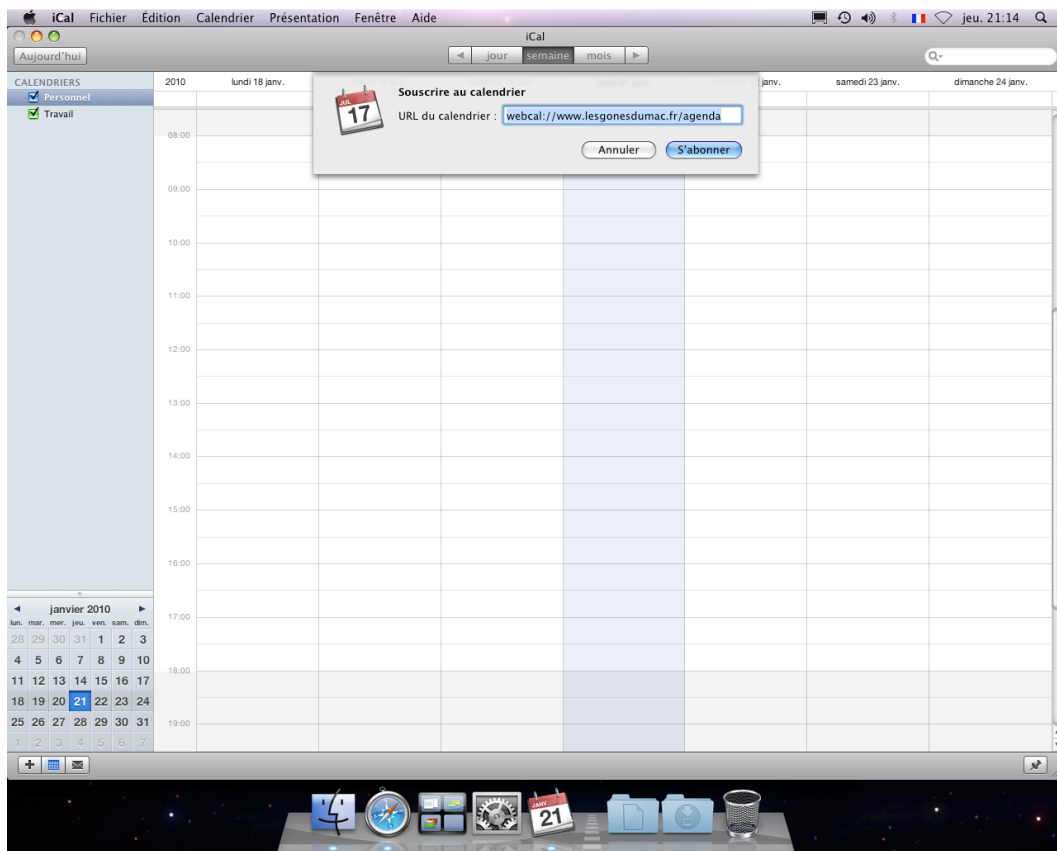 iCal Fichier Édition Calendrier Présentation Fenêtre Aide jeu. 21:14
iCal
Aujourd'hui jour semaine mois
CALENDRIERS
Personnel
Travail
2010 lundi 18 janv. janv. samedi 23 janv. dimanche 24 janv.
JUL
17
Souscrire au calendrier
URL du calendrier : webcal://www.lesgonesdumac.fr/agenda
Annuler S'abonner
08:00
09:00
10:00
11:00
12:00
13:00
14:00
15:00
16:00
17:00
18:00
19:00
janvier 2010
lun. mar. mer. jeu. ven. sam. dim.
28 29 30 31 1 2 3
4 5 6 7 8 9 10
11 12 13 14 15 16 17
18 19 20 21 22 23 24
25 26 27 28 29 30 31
1 2 3 4 5 6 7
JANV.
21